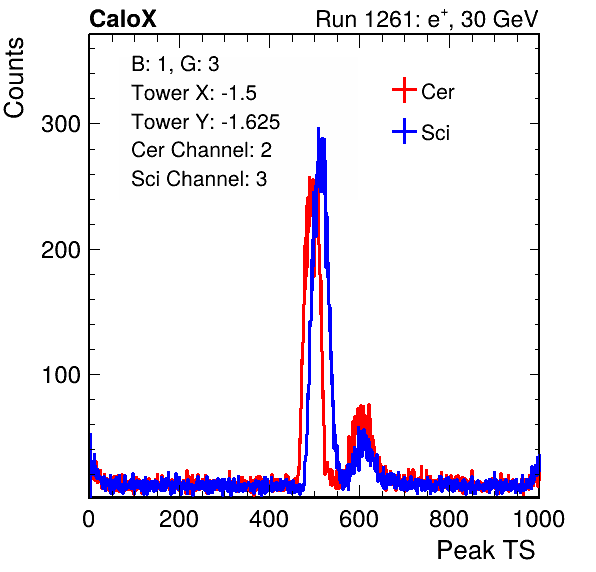 CaloX Run 1261: e⁺, 30 GeV
Counts
B: 1, G: 3
Tower X: -1.5
Tower Y: -1.625
Cer Channel: 2
Sci Channel: 3
Cer
Sci
300
200
100
0 200 400 600 800 1000
Peak TS